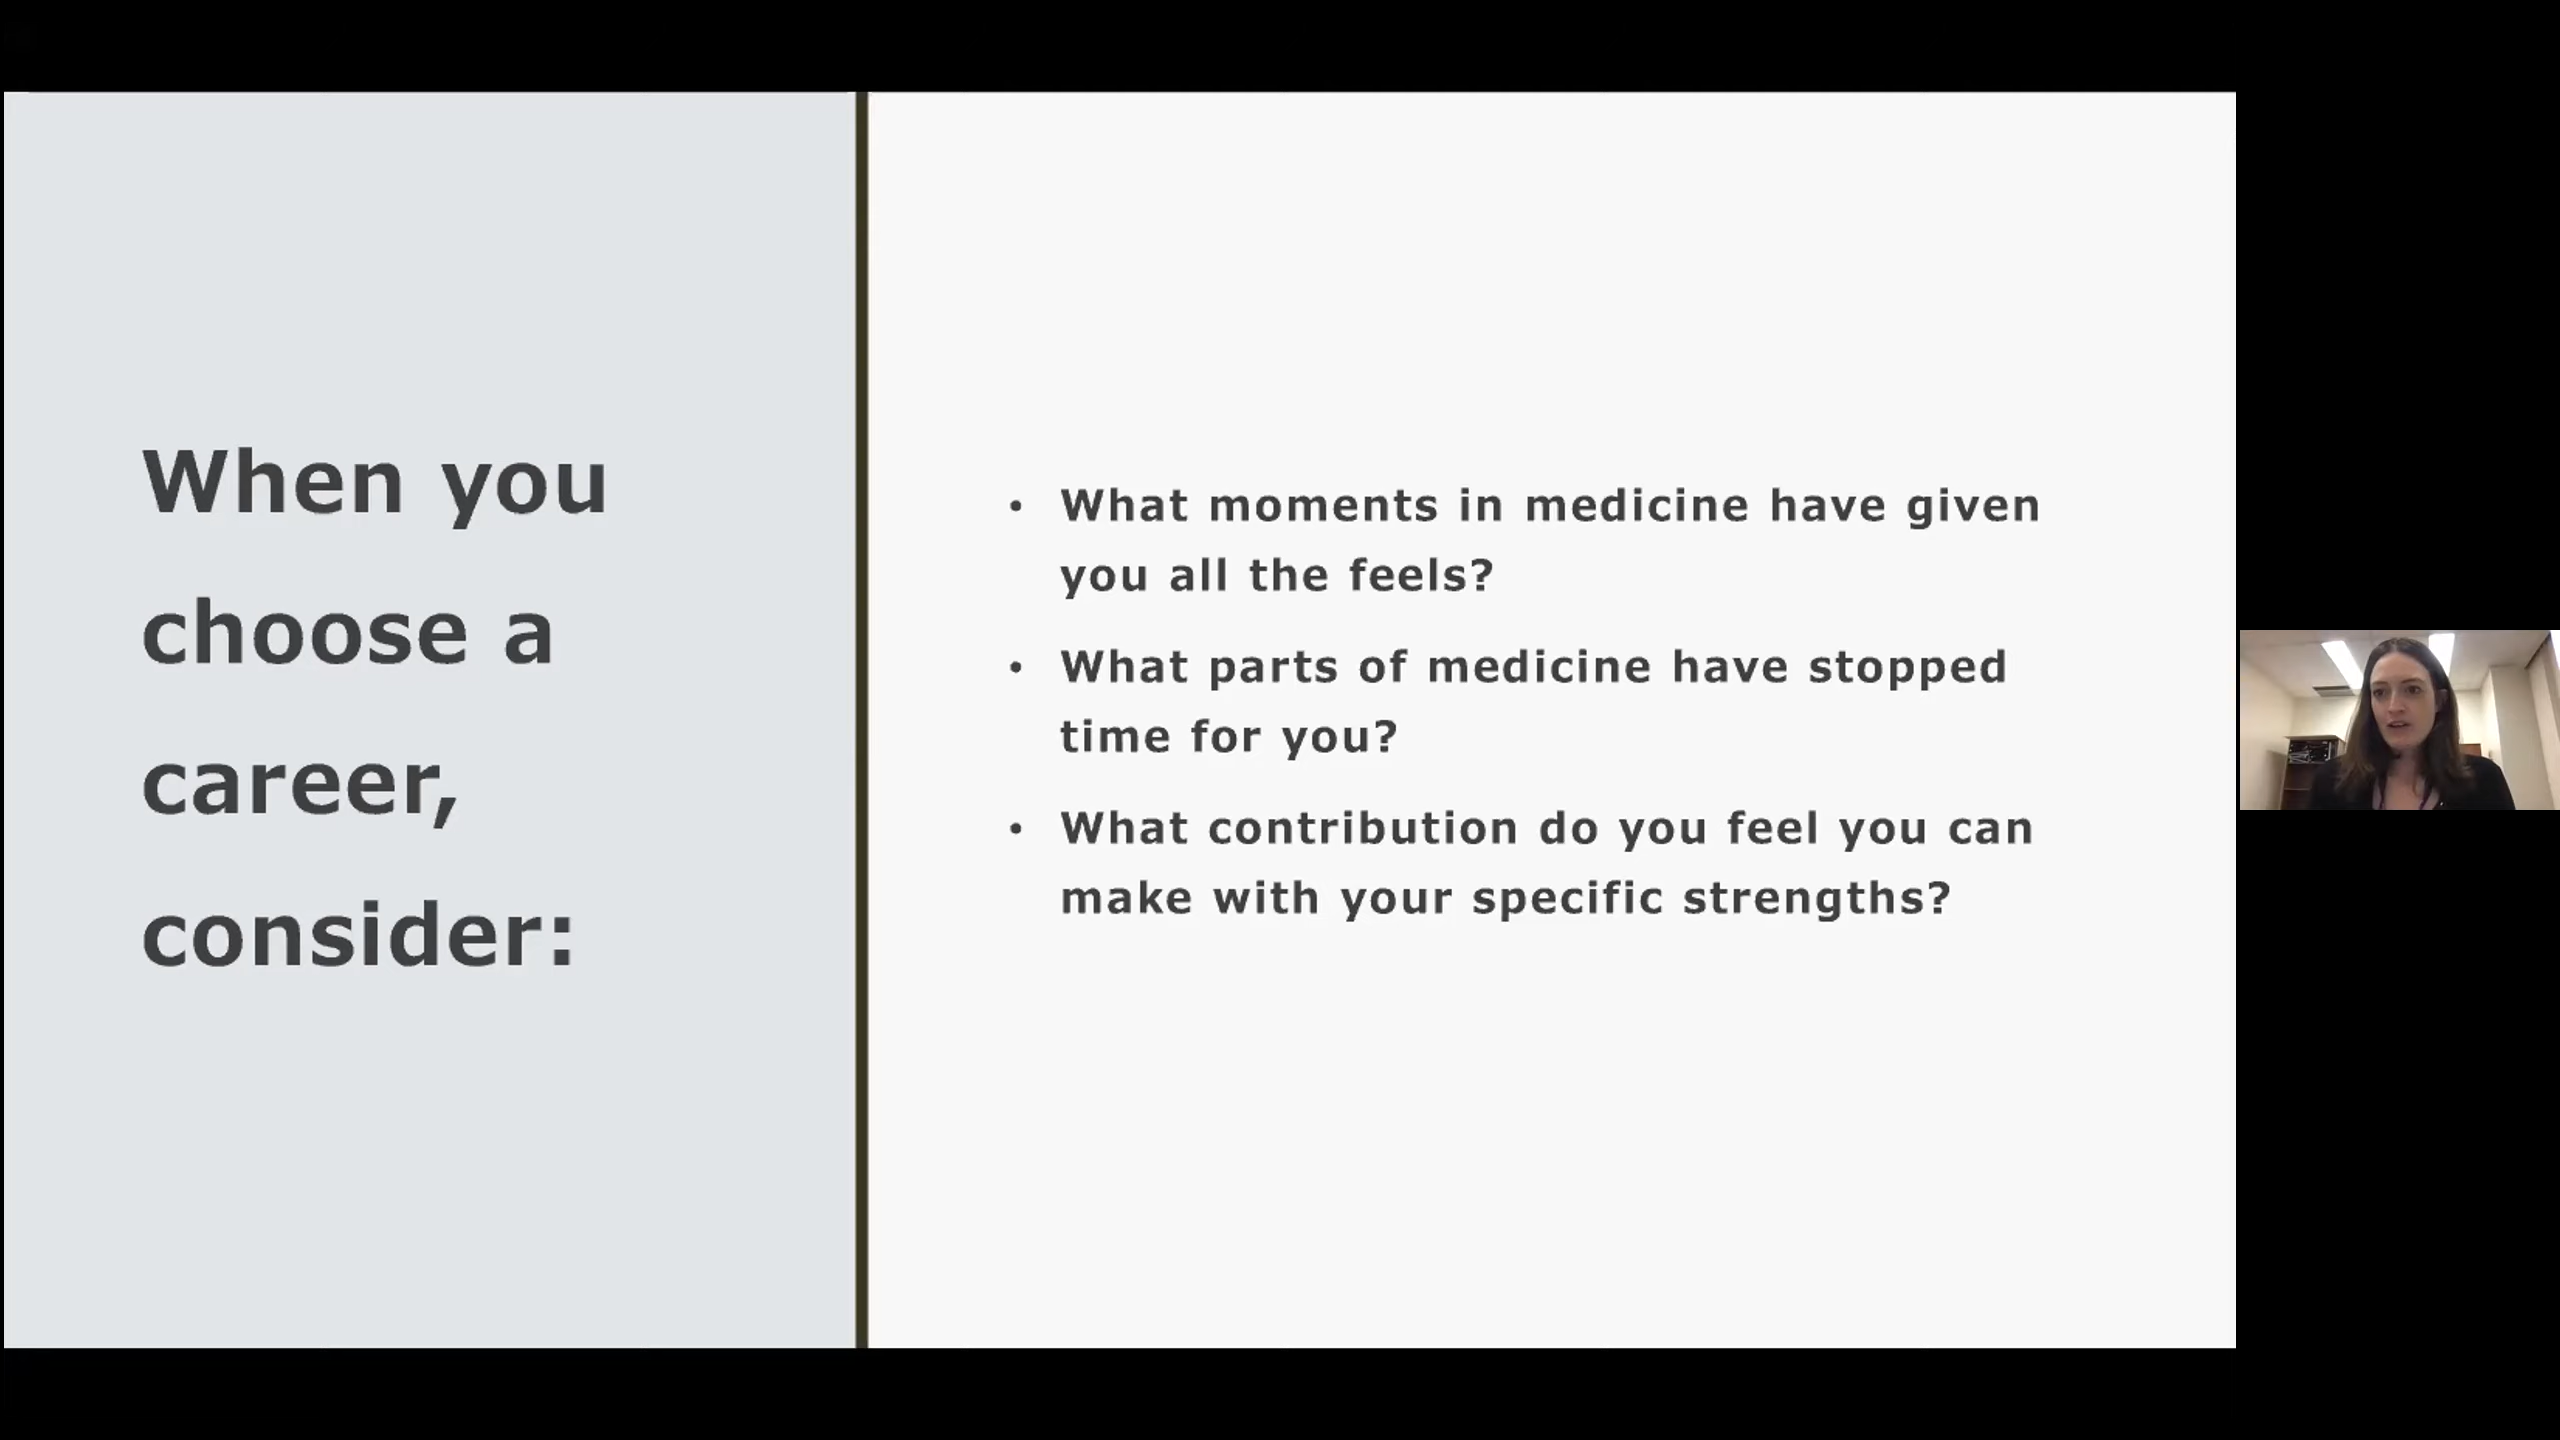 When you
choose a
career,
consider:
• What moments in medicine have given
you all the feels?
• What parts of medicine have stopped
time for you?
• What contribution do you feel you can
make with your specific strengths?